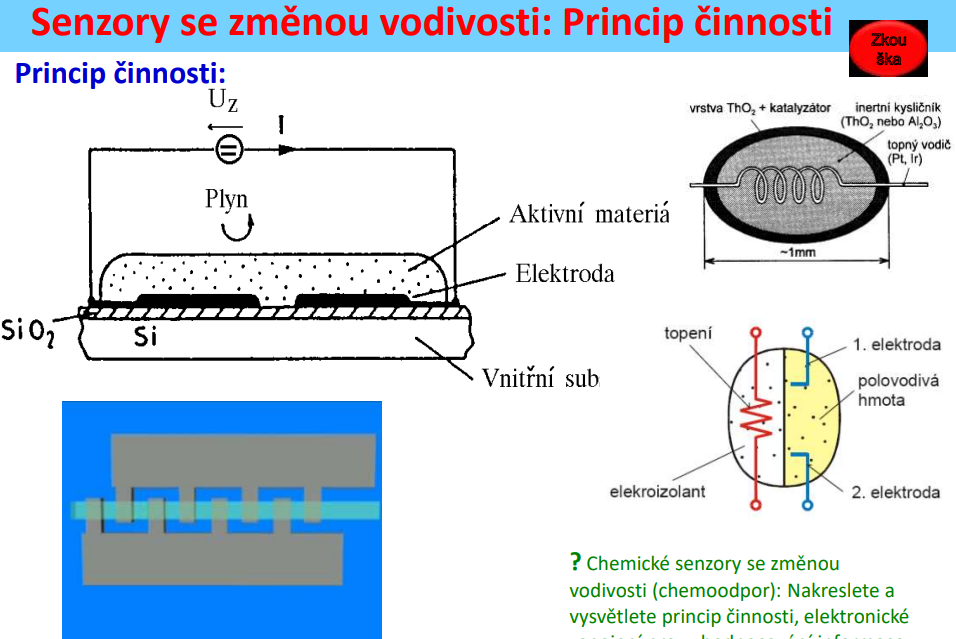 Senzory se změnou vodivosti: Princip činnosti
Zkou
ška
Princip činnosti:
U_Z
I
Plyn
Aktivní materiá
Elektroda
SiO₂
Si
Vnitřní sub
vrstva ThO₂ + katalyzátor
inertní kysličník
(ThO₂ nebo Al₂O₃)
topný vodič
(Pt, Ir)
~1mm
topení
1. elektroda
polovodivá
hmota
elekroizolant
2. elektroda
? Chemické senzory se změnou
vodivosti (chemoodpor): Nakreslete a
vysvětlete princip činnosti, elektronické